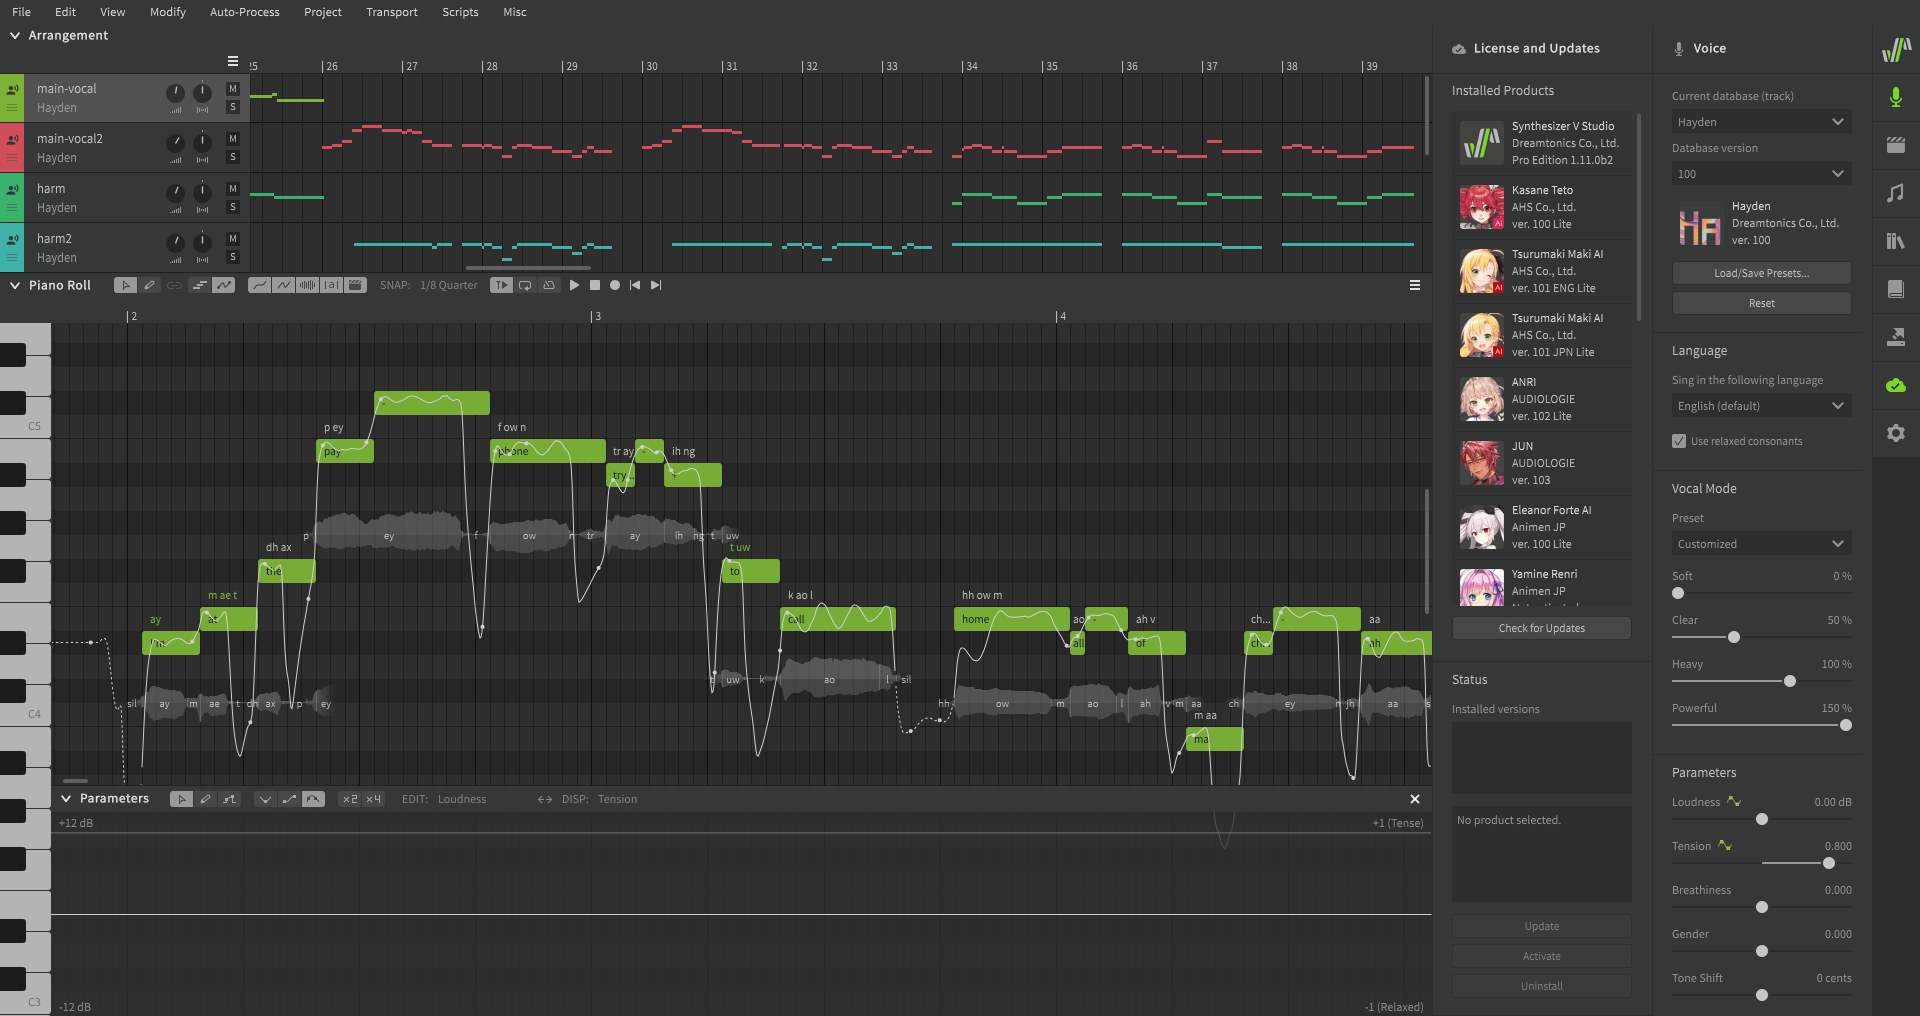 File Edit View Modify Auto-Process Project Transport Scripts Misc
Arrangement
25 26 27 28 29 30 31 32 33 34 35 36 37 38 39
main-vocal M
Hayden S
main-vocal2 M
Hayden S
harm M
Hayden S
harm2 M
Hayden S
Piano Roll SNAP: 1/8 Quarter
2 3 4
C5
C4
C3
p ey
f ow n
tr ay
ih ng
pay
phone
try
-
+
p ey f ow n tr ay ih ng t uw
dh ax
t uw
the
to
m ae t
k ao l
hh ow m
ao
ah v
ch...
aa
ay
call
home
all
of
ah
uw k ao l sil
sil ay m ae t dh ax p ey
hh ow m ao l ah v m aa ch ey n jh aa
m aa
ma
Parameters ×2 ×4 EDIT: Loudness DISP: Tension
+12 dB +1 (Tense)
-12 dB -1 (Relaxed)
License and Updates
Installed Products
Synthesizer V Studio
Dreamtonics Co., Ltd.
Pro Edition 1.11.0b2
Kasane Teto
AHS Co., Ltd.
ver. 100 Lite
AI
Tsurumaki Maki AI
AHS Co., Ltd.
ver. 101 ENG Lite
AI
Tsurumaki Maki AI
AHS Co., Ltd.
ver. 101 JPN Lite
AI
ANRI
AUDIOLOGIE
ver. 102 Lite
JUN
AUDIOLOGIE
ver. 103
Eleanor Forte AI
Animen JP
ver. 100 Lite
Yamine Renri
Animen JP
Check for Updates
Status
Installed versions
No product selected.
Update
Activate
Uninstall
Voice
Current database (track)
Hayden
Database version
100
HA
Hayden
Dreamtonics Co., Ltd.
ver. 100
Load/Save Presets...
Reset
Language
Sing in the following language
English (default)
Use relaxed consonants
Vocal Mode
Preset
Customized
Soft 0 %
Clear 50 %
Heavy 100 %
Powerful 150 %
Parameters
Loudness 0.00 dB
Tension 0.800
Breathiness 0.000
Gender 0.000
Tone Shift 0 cents